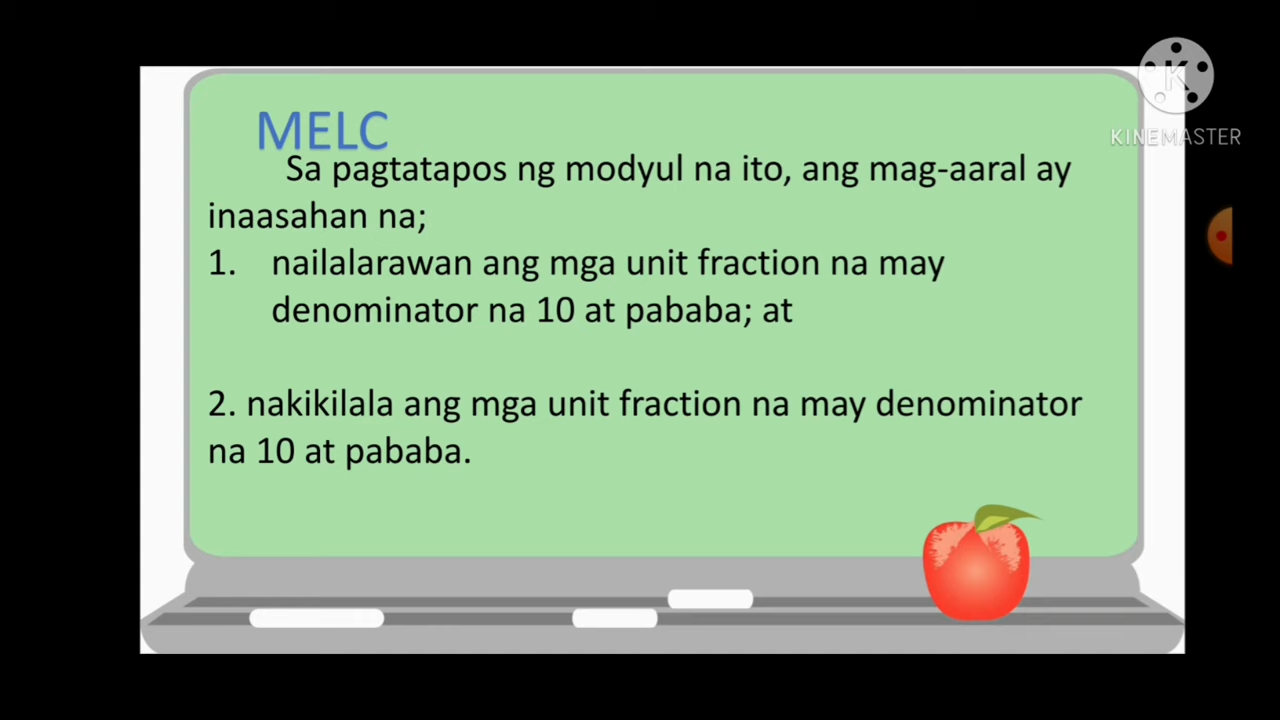 MELC
Sa pagtatapos ng modyul na ito, ang mag-aaral ay
inaasahan na;
1. nailalarawan ang mga unit fraction na may
denominator na 10 at pababa; at
2. nakikilala ang mga unit fraction na may denominator
na 10 at pababa.
K
KINEMASTER